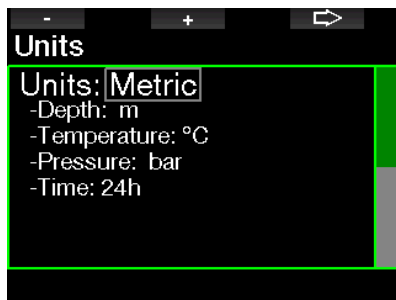 - +
Units
Units: Metric
-Depth: m
-Temperature: °C
-Pressure: bar
-Time: 24h